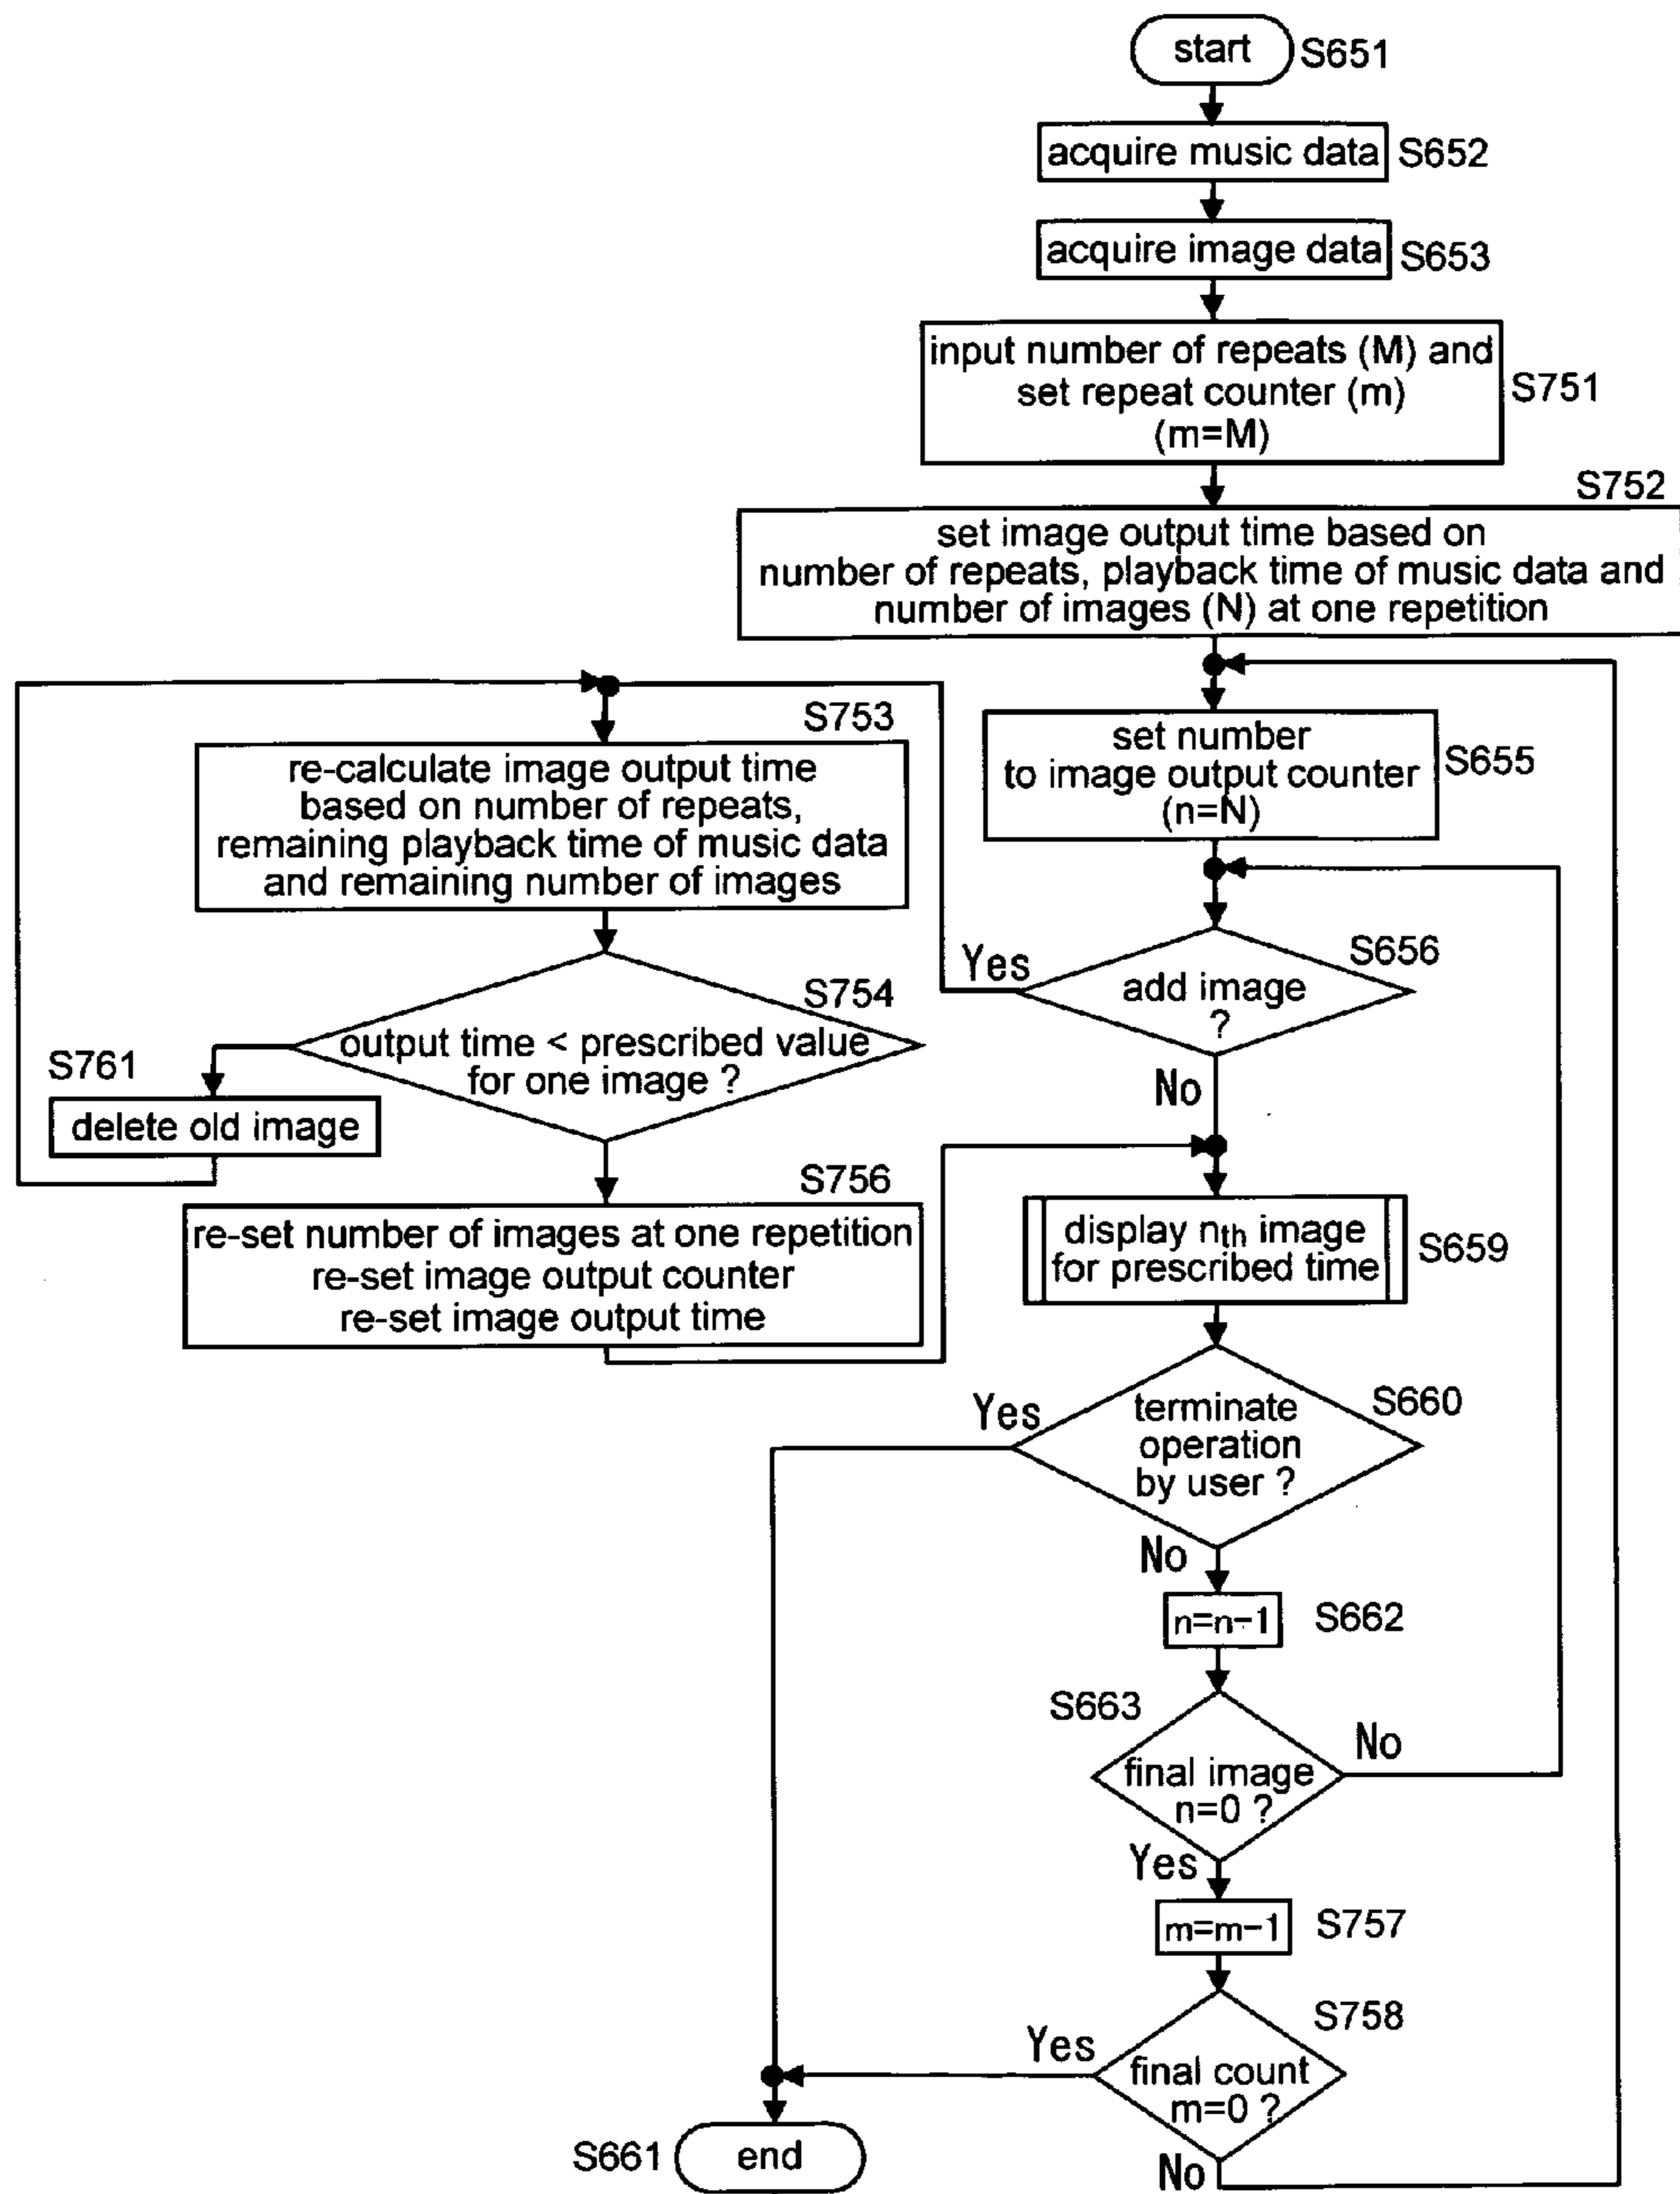 start
S651
acquire music data
S652
acquire image data
S653
input number of repeats (M) and
set repeat counter (m)
(m=M)
S751
S752
set image output time based on
number of repeats, playback time of music data and
number of images (N) at one repetition
S753
re-calculate image output time
based on number of repeats,
remaining playback time of music data
and remaining number of images
set number
to image output counter
(n=N)
S655
S656
Yes
add image
?
No
S754
output time < prescribed value
for one image ?
S761
delete old image
S756
re-set number of images at one repetition
re-set image output counter
re-set image output time
display nth image
for prescribed time
S659
Yes
terminate
operation
by user ?
S660
No
n=n-1
S662
S663
final image
n=0 ?
No
Yes
m=m-1
S757
S758
Yes
final count
m=0 ?
No
S661
end